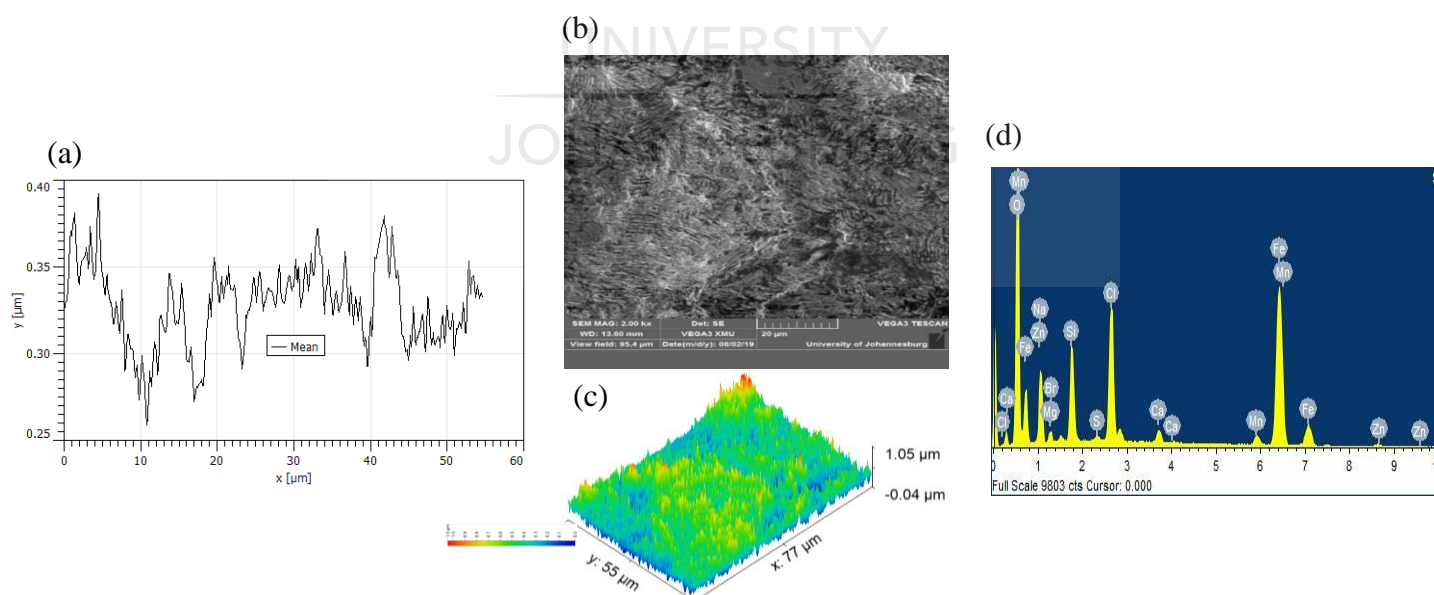 UNIVERSITY
(b)
JO
(a)
0.40
0.35
0.30
0.25
y [µm]
Mean
0 10 20 30 40 50 60
x [µm]
SEM MAG: 2.00 kx Det: SE VEGA3 TESCAN
WD: 13.80 mm VEGA3 XMU 20 µm
View field: 95.4 µm Date(m/d/y): 08/02/19 University of Johannesburg
(c)
1.05 µm
-0.04 µm
y: 55 µm
x: 77 µm
(d)
Mn
O
Fe
Mn
Na
Zn
Cl
Si
Fe
Br
Ca
Mg
Cl
S
Ca
Ca
Mn
Fe
Zn
Zn
0 1 2 3 4 5 6 7 8 9
Full Scale 9803 cts Cursor: 0.000